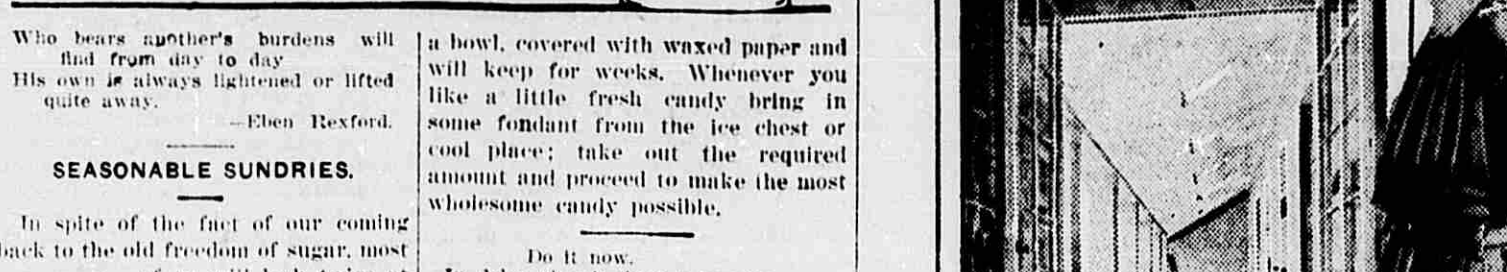 Who bears another's burdens will
find from day to day
His own is always lightened or lifted
quite away.
—Eben Rexford.
SEASONABLE SUNDRIES.
In spite of the fact of our coming
back to the old freedom of sugar, most
a bowl, covered with waxed paper and
will keep for weeks. Whenever you
like a little fresh candy bring in
some fondant from the ice chest or
cool place; take out the required
amount and proceed to make the most
wholesome candy possible.
Do it now.